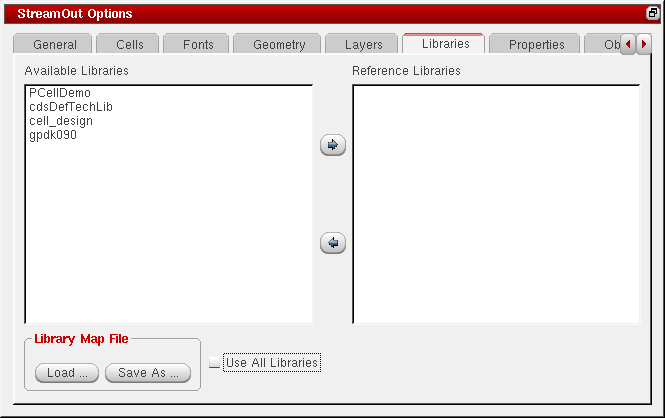 StreamOut Options
General Cells Fonts Geometry Layers Libraries Properties Ob
Available Libraries Reference Libraries
PCellDemo
cdsDefTechLib
cell_design
gpdk090
Library Map File
Load ... Save As ... Use All Libraries